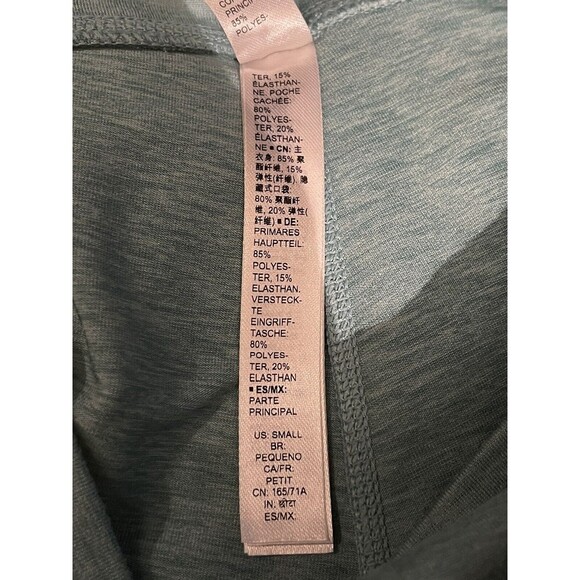 PRINCIPAL
85%
POLYES-
TER, 15%
ÉLASTHAN-
NE. POCHE
CACHÉE:
80%
POLYES-
TER, 20%
ÉLASTHAN-
NE ■ CN: 主
衣身: 85% 聚
酯纤维, 15%
弹性(纤维). 隐
藏式口袋:
80% 聚酯纤
维, 20% 弹性(
纤维) ■ DE:
PRIMÄRES
HAUPTTEIL:
85%
POLYES-
TER, 15%
ELASTHAN.
VERSTECK-
TE
EINGRIFF-
TASCHE:
80%
POLYES-
TER, 20%
ELASTHAN
■ ES/MX:
PARTE
PRINCIPAL
US: SMALL
BR:
PEQUENO
CA/FR:
PETIT
CN: 165/71A
IN: छोटा
ES/MX: